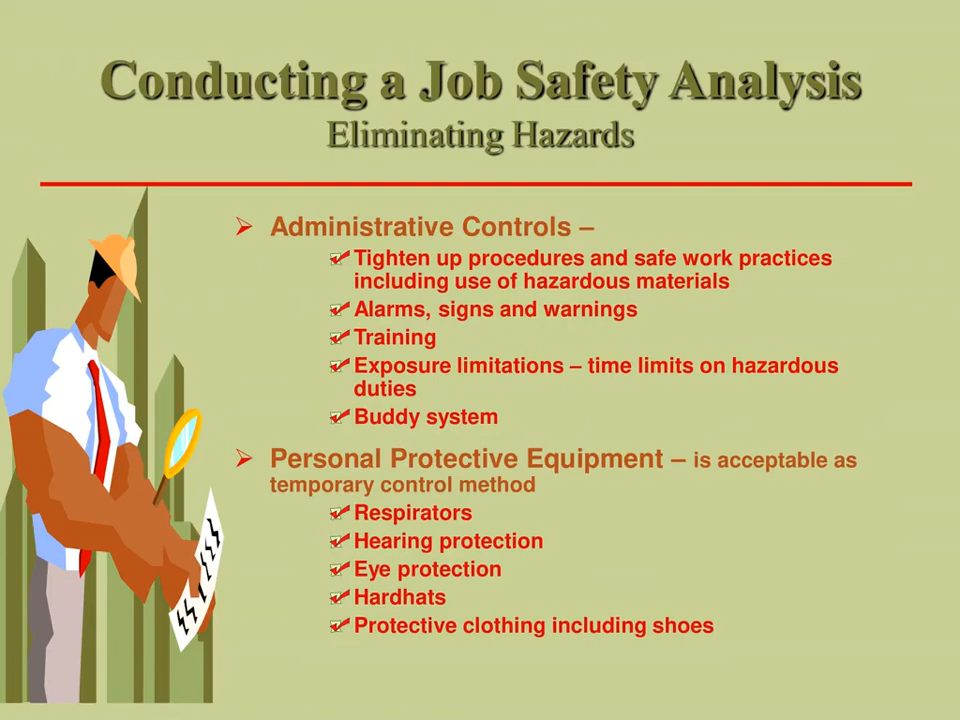 Conducting a Job Safety Analysis
Eliminating Hazards
Administrative Controls –
Tighten up procedures and safe work practices
including use of hazardous materials
Alarms, signs and warnings
Training
Exposure limitations – time limits on hazardous
duties
Buddy system
Personal Protective Equipment – is acceptable as
temporary control method
Respirators
Hearing protection
Eye protection
Hardhats
Protective clothing including shoes